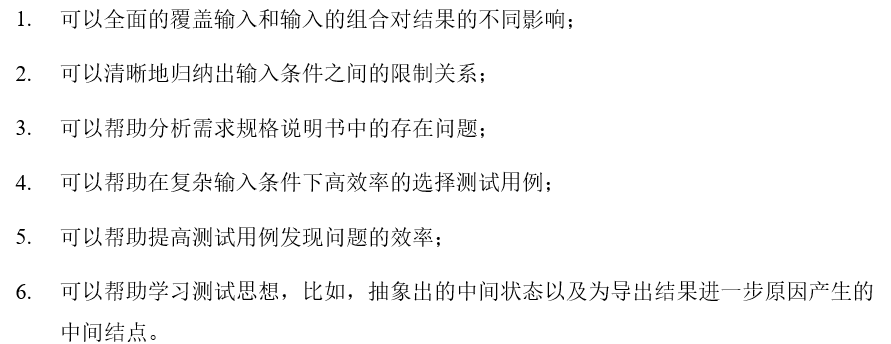 1. 可以全面的覆盖输入和输入的组合对结果的不同影响；
2. 可以清晰地归纳出输入条件之间的限制关系；
3. 可以帮助分析需求规格说明书中的存在问题；
4. 可以帮助在复杂输入条件下高效率的选择测试用例；
5. 可以帮助提高测试用例发现问题的效率；
6. 可以帮助学习测试思想，比如，抽象出的中间状态以及为导出结果进一步原因产生的
中间结点。